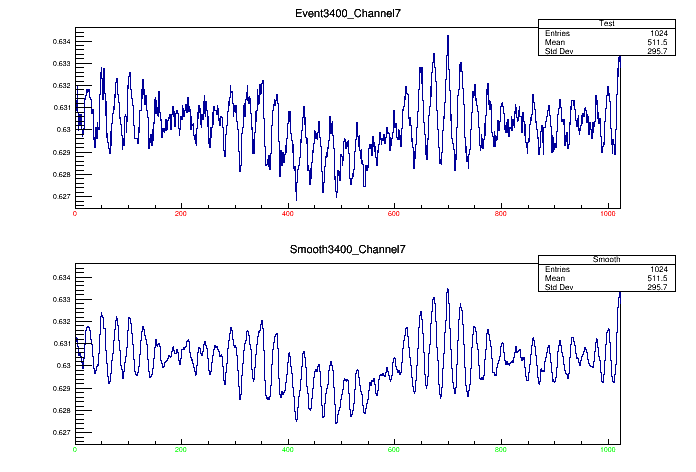 Event3400_Channel7
Test
Entries 1024
Mean 511.5
Std Dev 295.7
0.634
0.633
0.632
0.631
0.63
0.629
0.628
0.627
0 200 400 600 800 1000
Smooth3400_Channel7
Smooth
Entries 1024
Mean 511.5
Std Dev 295.7
0.634
0.633
0.632
0.631
0.63
0.629
0.628
0.627
0 200 400 600 800 1000